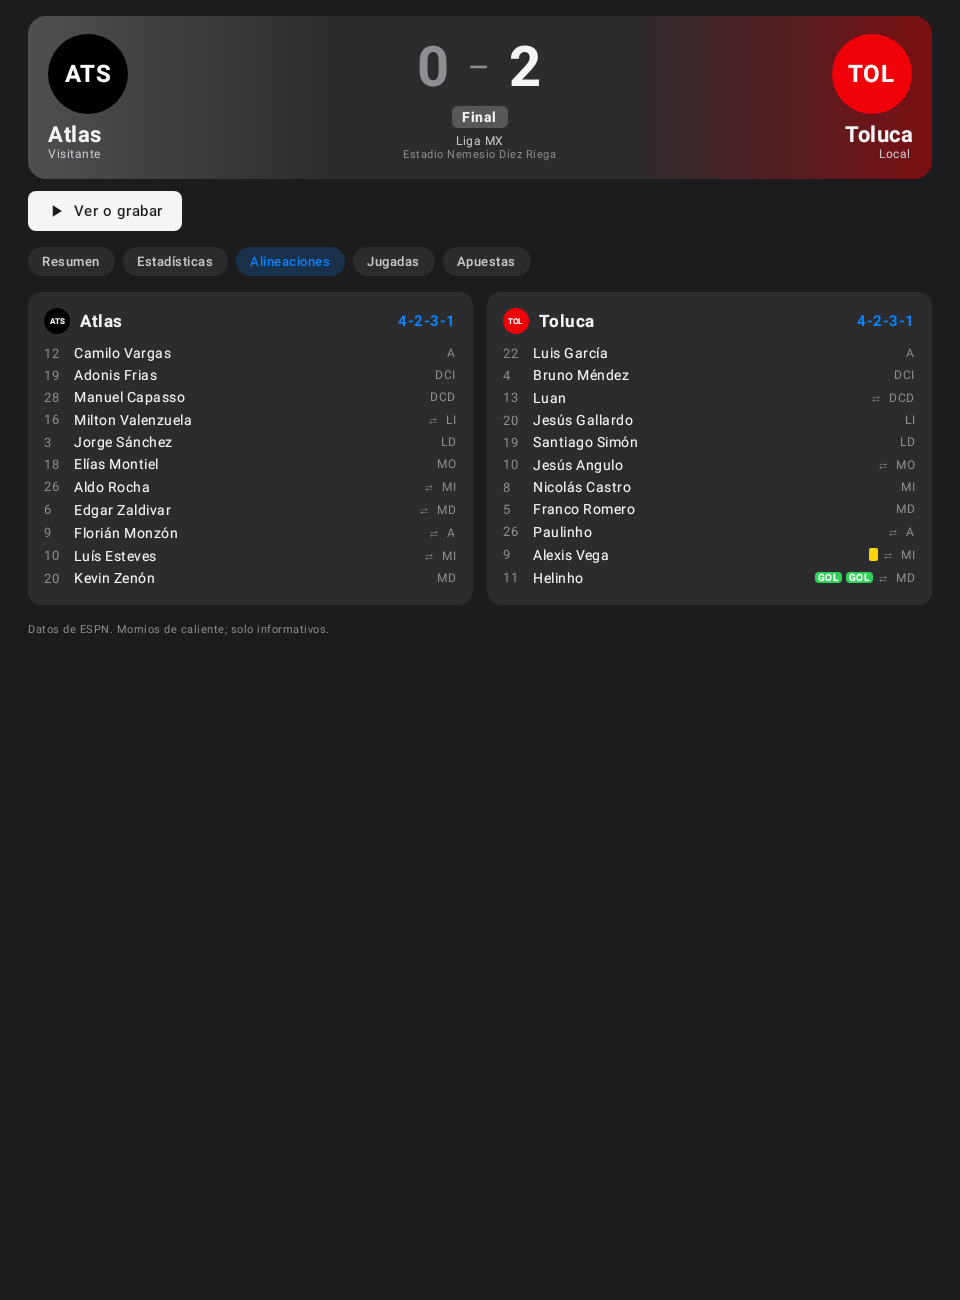 ATS
Atlas
Visitante
0 – 2
Final
Liga MX
Estadio Nemesio Díez Riega
TOL
Toluca
Local
Ver o grabar
Resumen
Estadísticas
Alineaciones
Jugadas
Apuestas
ATS Atlas 4-2-3-1
12 Camilo Vargas A
19 Adonis Frias DCI
28 Manuel Capasso DCD
16 Milton Valenzuela ⇄ LI
3 Jorge Sánchez LD
18 Elías Montiel MO
26 Aldo Rocha ⇄ MI
6 Edgar Zaldivar ⇄ MD
9 Florián Monzón ⇄ A
10 Luís Esteves ⇄ MI
20 Kevin Zenón MD
TOL Toluca 4-2-3-1
22 Luis García A
4 Bruno Méndez DCI
13 Luan ⇄ DCD
20 Jesús Gallardo LI
19 Santiago Simón LD
10 Jesús Angulo ⇄ MO
8 Nicolás Castro MI
5 Franco Romero MD
26 Paulinho ⇄ A
9 Alexis Vega ⇄ MI
11 Helinho GOL GOL ⇄ MD
Datos de ESPN. Momios de caliente; solo informativos.